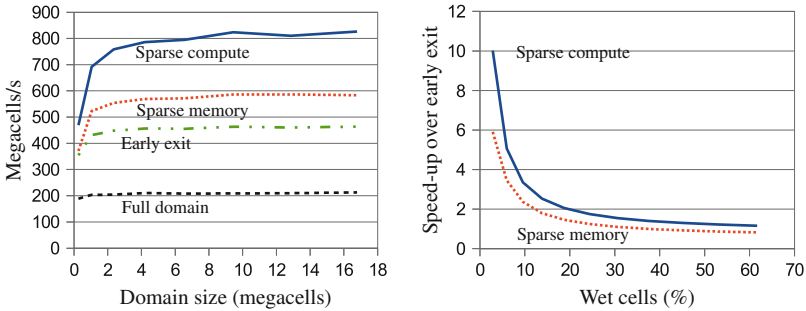 900
800
700
600
500
400
300
200
100
0
Megacells/s
Sparse compute
Sparse memory
Early exit
Full domain
0 2 4 6 8 10 12 14 16 18
Domain size (megacells)
12
10
8
6
4
2
0
Speed-up over early exit
Sparse compute
Sparse memory
0 10 20 30 40 50 60 70
Wet cells (%)